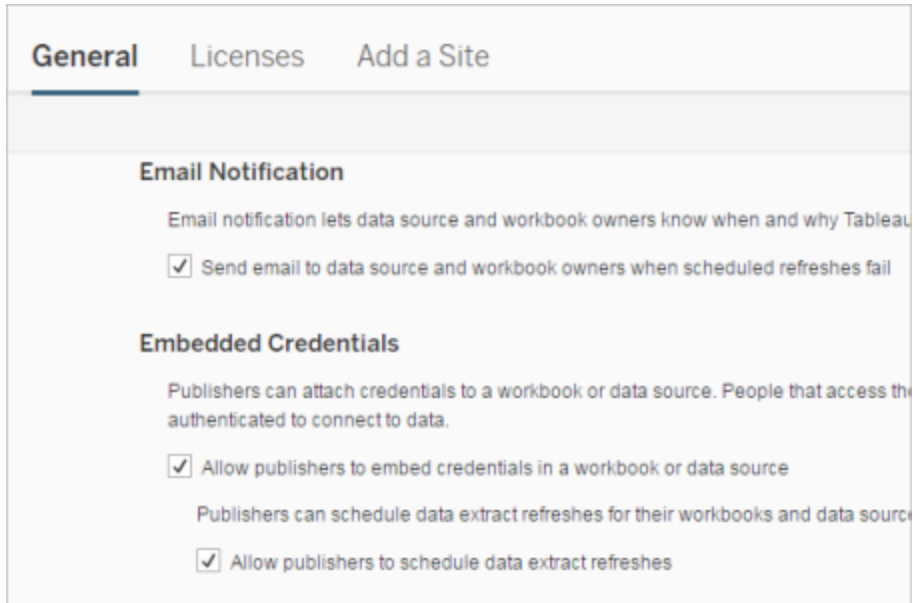 General Licenses Add a Site
Email Notification
Email notification lets data source and workbook owners know when and why Tableau
Send email to data source and workbook owners when scheduled refreshes fail
Embedded Credentials
Publishers can attach credentials to a workbook or data source. People that access the
authenticated to connect to data.
Allow publishers to embed credentials in a workbook or data source
Publishers can schedule data extract refreshes for their workbooks and data source
Allow publishers to schedule data extract refreshes